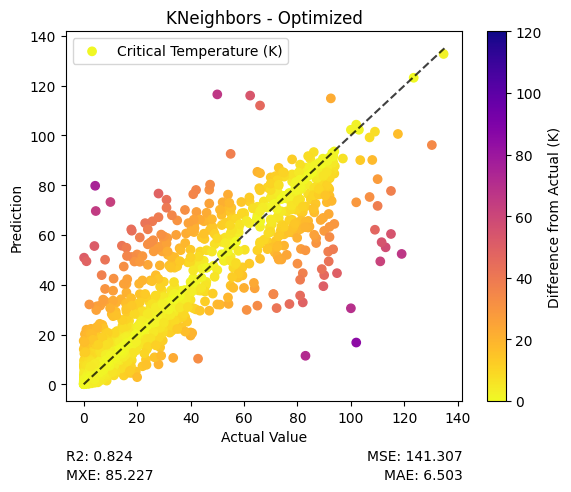 KNeighbors - Optimized
Critical Temperature (K)
Prediction
140
120
100
80
60
40
20
0
0 20 40 60 80 100 120 140
Actual Value
120
100
80
60
40
20
0
Difference from Actual (K)
R2: 0.824 MSE: 141.307
MXE: 85.227 MAE: 6.503